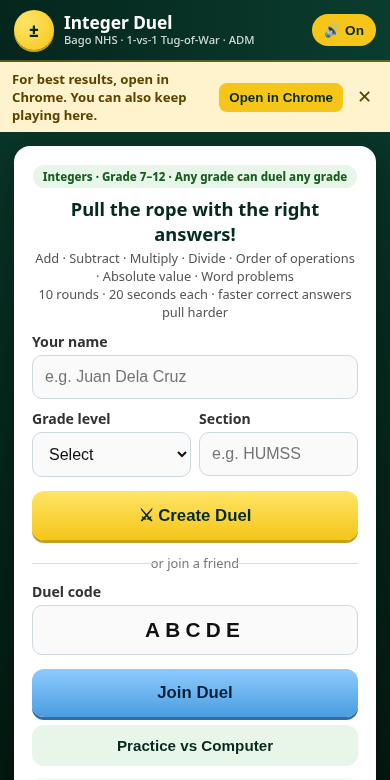 ±
Integer Duel
Bago NHS · 1-vs-1 Tug-of-War · ADM
🔊 On
For best results, open in
Chrome. You can also keep
playing here.
Open in Chrome
✕
Integers · Grade 7–12 · Any grade can duel any grade
Pull the rope with the right
answers!
Add · Subtract · Multiply · Divide · Order of operations
· Absolute value · Word problems
10 rounds · 20 seconds each · faster correct answers
pull harder
Your name
e.g. Juan Dela Cruz
Grade level
Section
Select
e.g. HUMSS
⚔ Create Duel
or join a friend
Duel code
ABCDE
Join Duel
Practice vs Computer